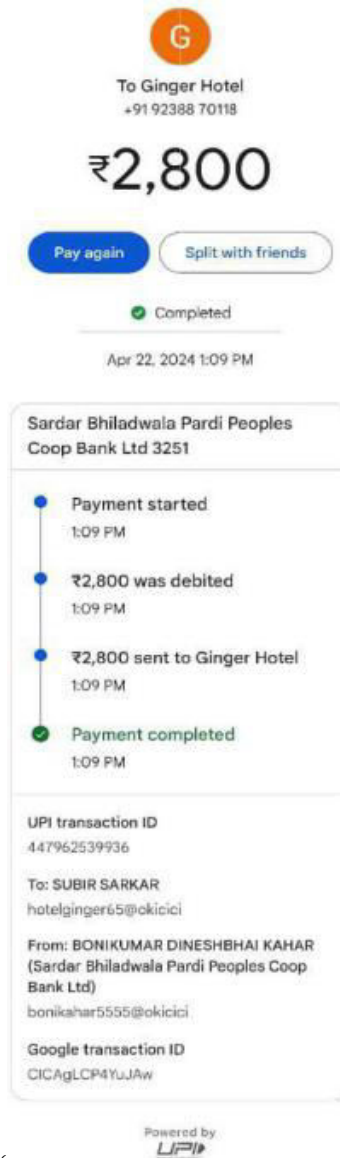 G
To Ginger Hotel
+91 92388 70118
₹2,800
Pay again
Split with friends
Completed
Apr 22, 2024 1:09 PM
Sardar Bhiladwala Pardi Peoples
Coop Bank Ltd 3251
Payment started
1:09 PM
₹2,800 was debited
1:09 PM
₹2,800 sent to Ginger Hotel
1:09 PM
Payment completed
1:09 PM
UPI transaction ID
447962539936
To: SUBIR SARKAR
hotelginger65@okicici
From: BONIKUMAR DINESHBHAI KAHAR
(Sardar Bhiladwala Pardi Peoples Coop
Bank Ltd)
bonikahar5555@okicici
Google transaction ID
CICAgLCP4YuJAw
Powered by
UPI